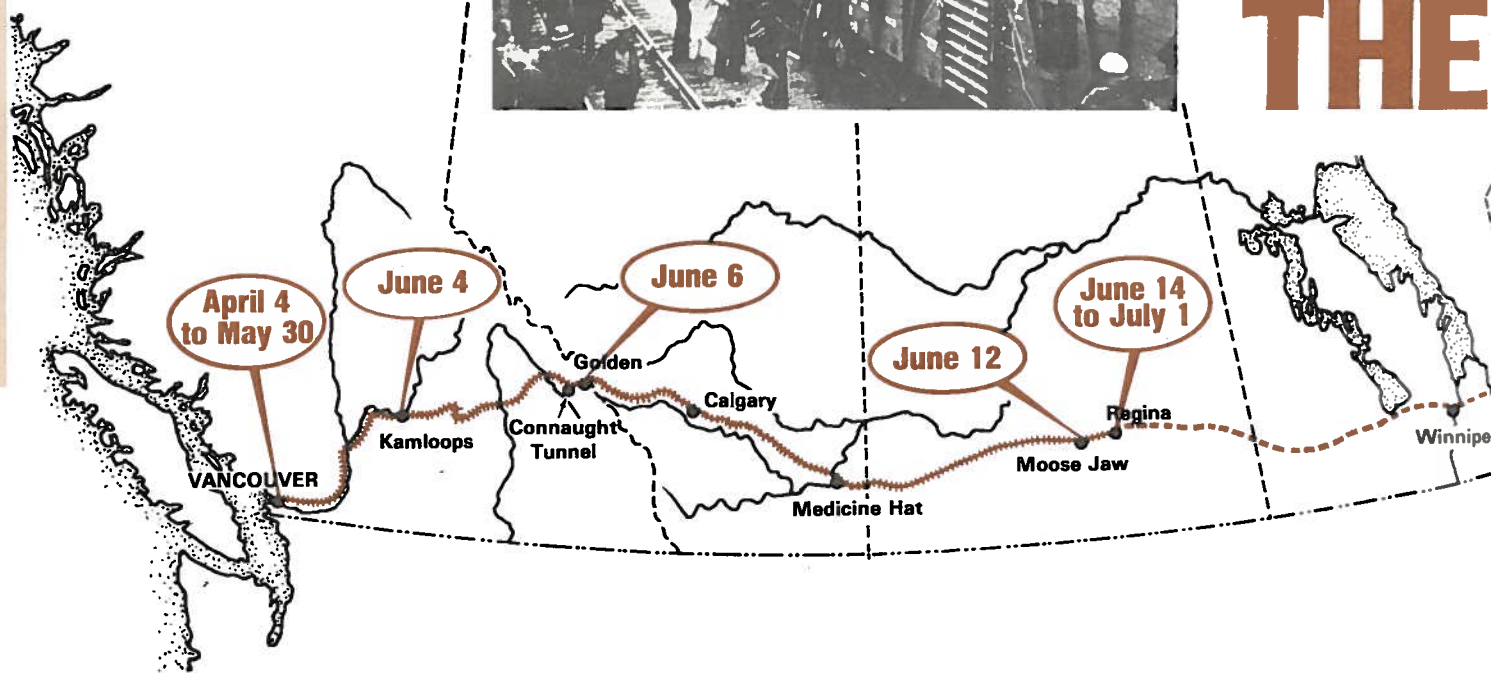 THE
April 4
to May 30
June 4
June 6
June 12
June 14
to July 1
VANCOUVER
Kamloops
Golden
Connaught
Tunnel
Calgary
Medicine Hat
Moose Jaw
Regina
Winnipe